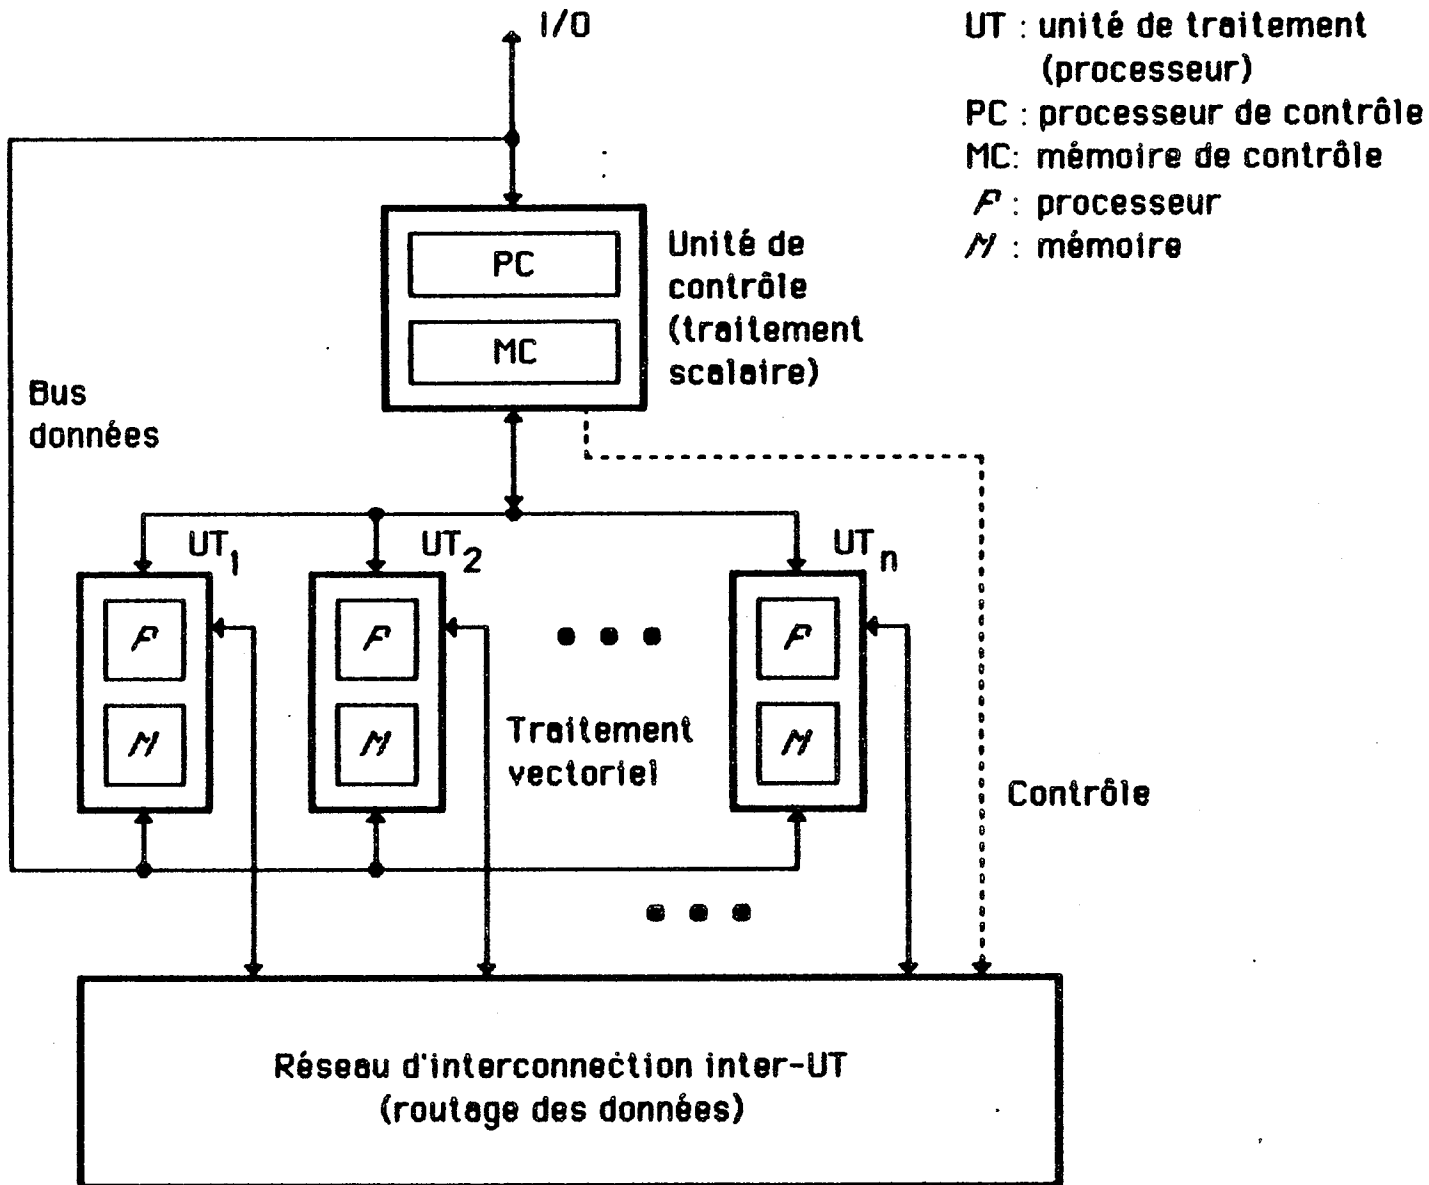 I/O
UT : unité de traitement
(processeur)
PC : processeur de contrôle
MC: mémoire de contrôle
P : processeur
M : mémoire
PC
MC
Unité de
contrôle
(traitement
scalaire)
Bus
données
UT1
UT2
UTn
P
P
P
M
M
M
Traitement
vectoriel
Contrôle
Réseau d'interconnection inter-UT
(routage des données)